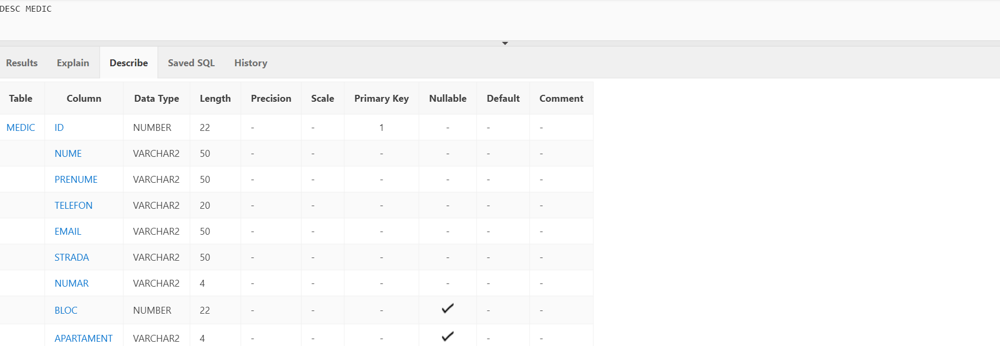 DESC MEDIC
Results Explain Describe Saved SQL History
Table Column Data Type Length Precision Scale Primary Key Nullable Default Comment
MEDIC ID NUMBER 22 - - 1 - - -
NUME VARCHAR2 50 - - - - - -
PRENUME VARCHAR2 50 - - - - - -
TELEFON VARCHAR2 20 - - - - - -
EMAIL VARCHAR2 50 - - - - - -
STRADA VARCHAR2 50 - - - - - -
NUMAR VARCHAR2 4 - - - - - -
BLOC NUMBER 22 - - - ✓ - -
APARTAMENT VARCHAR2 4 - - - ✓ - -